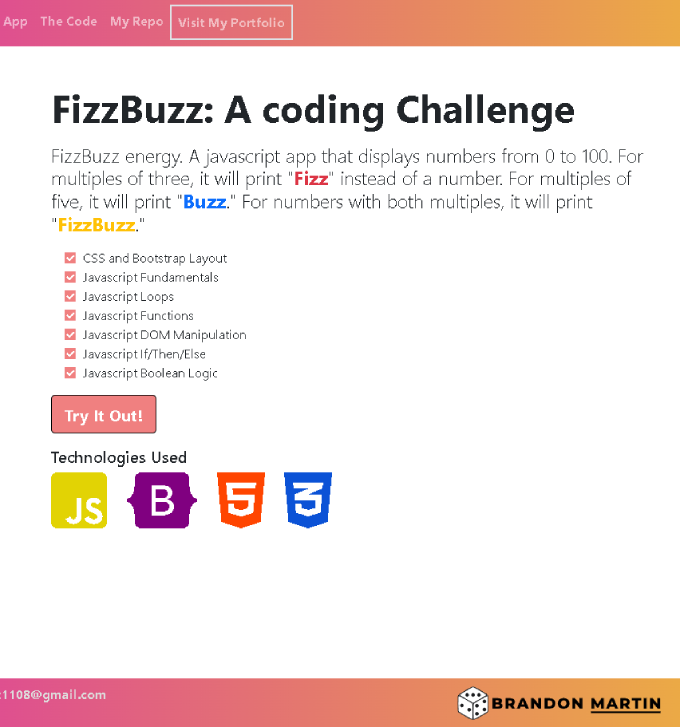 App The Code My Repo Visit My Portfolio
FizzBuzz: A coding Challenge
FizzBuzz energy. A javascript app that displays numbers from 0 to 100. For
multiples of three, it will print "Fizz" instead of a number. For multiples of
five, it will print "Buzz." For numbers with both multiples, it will print
"FizzBuzz."
CSS and Bootstrap Layout
Javascript Fundamentals
Javascript Loops
Javascript Functions
Javascript DOM Manipulation
Javascript If/Then/Else
Javascript Boolean Logic
Try It Out!
Technologies Used
JS B 5 3
1108@gmail.com
BRANDON MARTIN